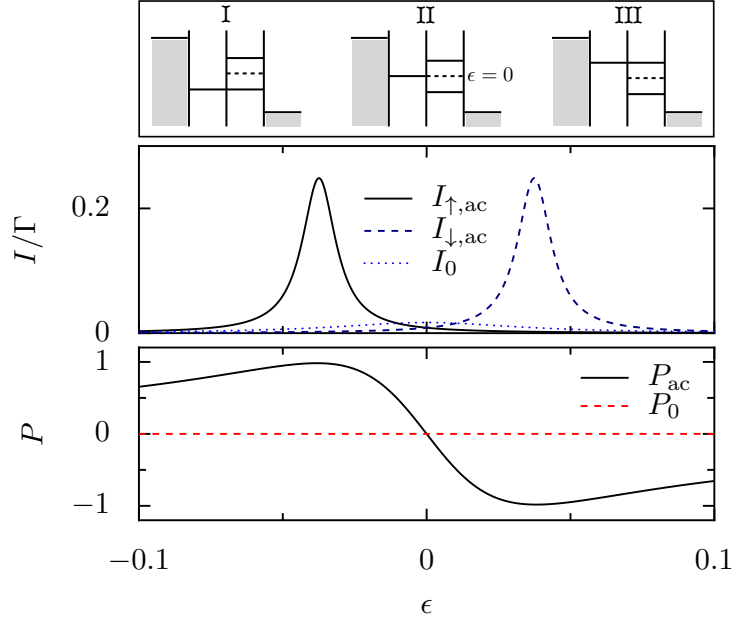 I II III
ϵ = 0
0.2
0
I/Γ
I↑,ac
I↓,ac
I0
1
0
−1
P
Pac
P0
−0.1 0 0.1
ϵ